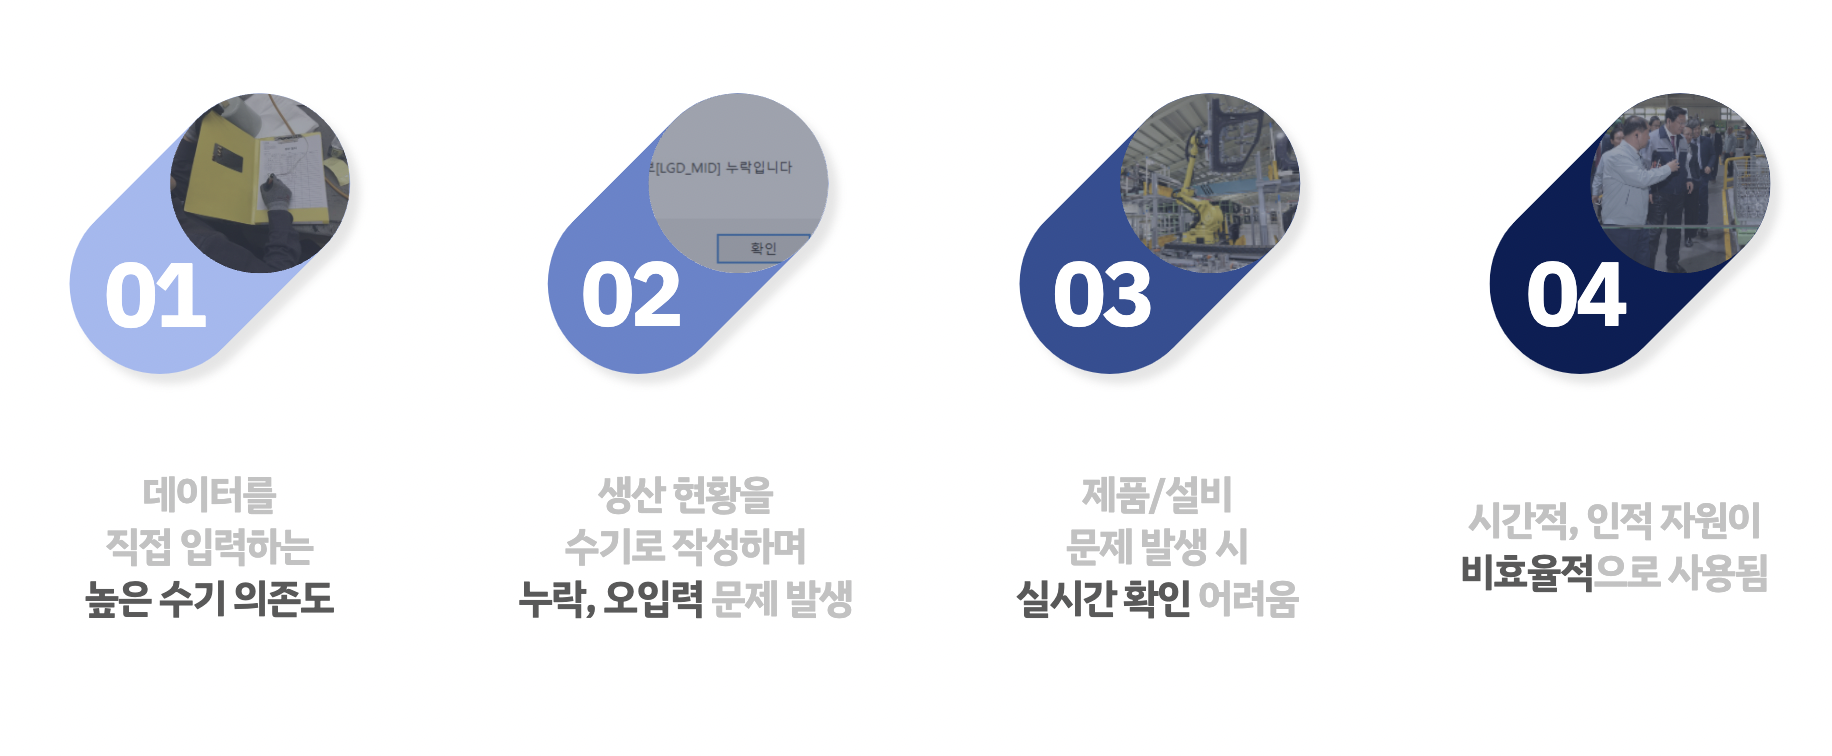 [LGD_MID] 누락입니다
확인
01
02
03
04
데이터를
직접 입력하는
높은 수기 의존도
생산 현황을
수기로 작성하며
누락, 오입력 문제 발생
제품/설비
문제 발생 시
실시간 확인 어려움
시간적, 인적 자원이
비효율적으로 사용됨